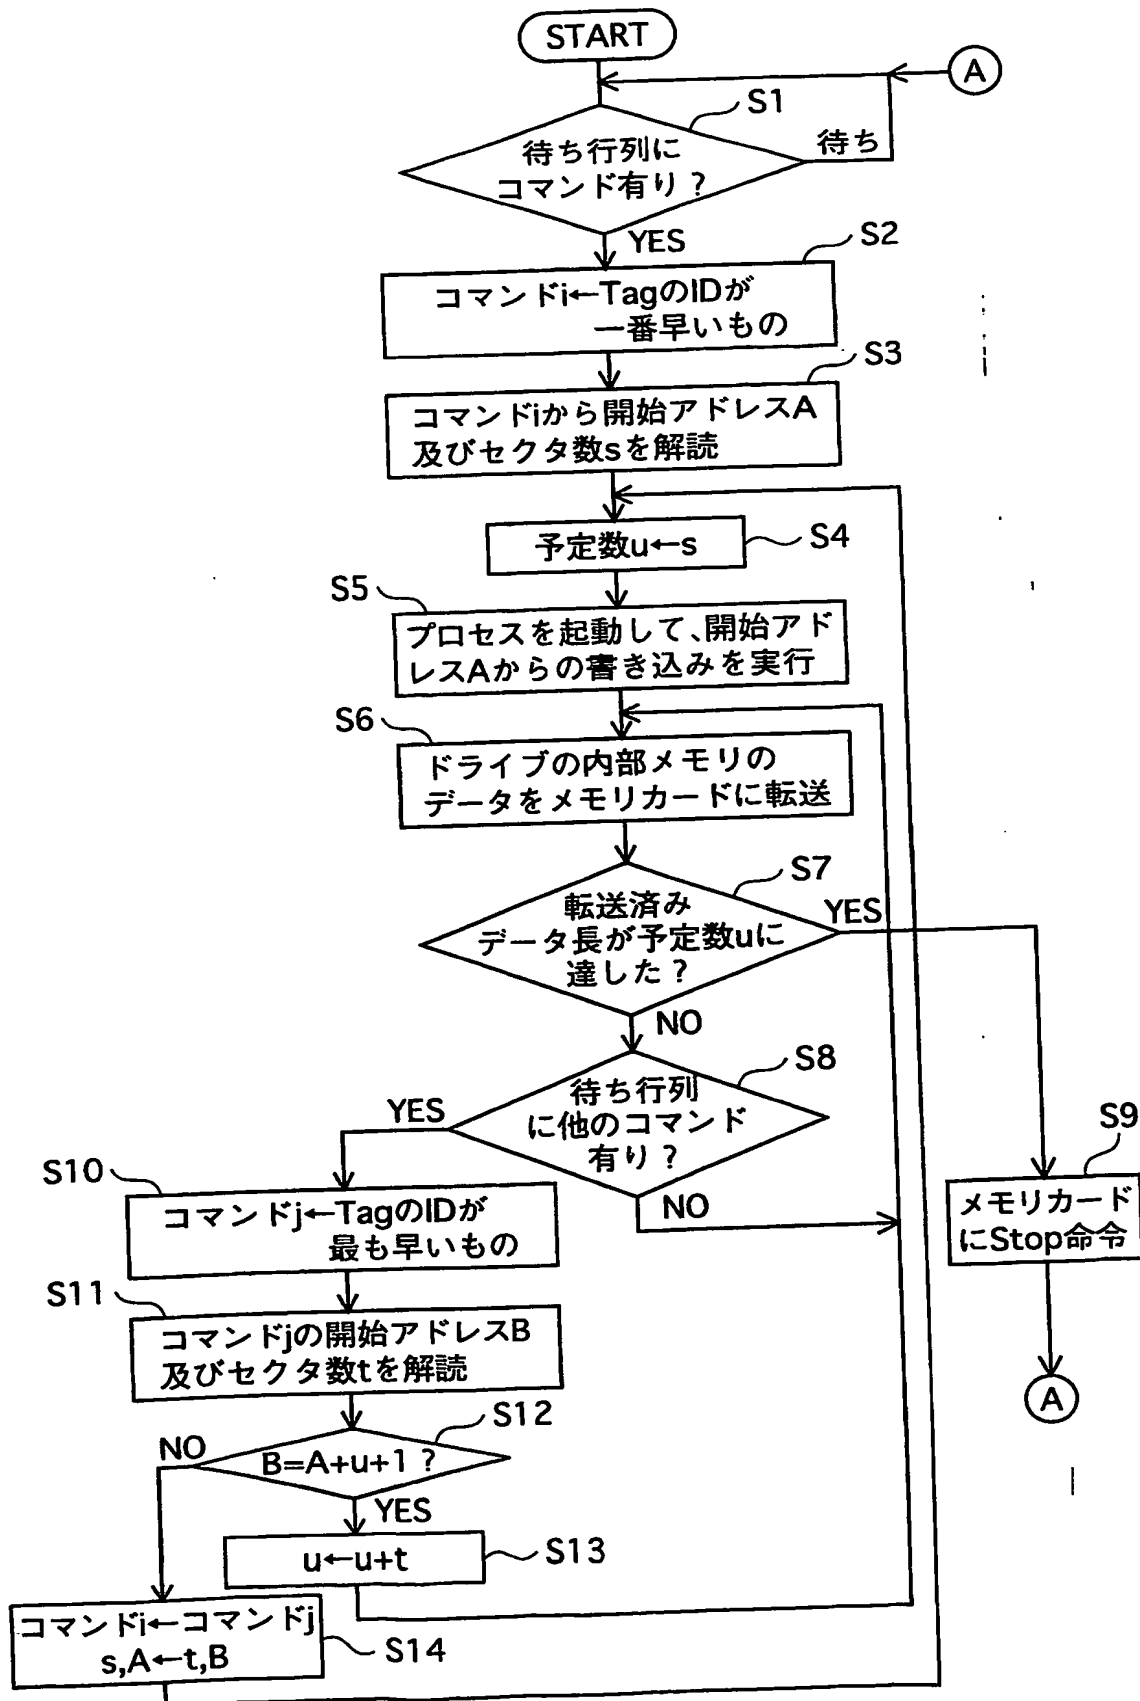 START
A
S1
待ち行列に
コマンド有り?
待ち
YES
S2
コマンドi←TagのIDが
一番早いもの
S3
コマンドiから開始アドレスA
及びセクタ数sを解読
予定数u←s
S4
S5
プロセスを起動して、開始アド
レスAからの書き込みを実行
S6
ドライブの内部メモリの
データをメモリカードに転送
S7
転送済み
データ長が予定数uに
達した?
YES
NO
S8
待ち行列
に他のコマンド
有り?
YES
NO
S9
メモリカード
にStop命令
A
S10
コマンドj←TagのIDが
最も早いもの
S11
コマンドjの開始アドレスB
及びセクタ数tを解読
S12
B=A+u+1?
NO
YES
u←u+t
S13
コマンドi←コマンドj
s,A←t,B
S14